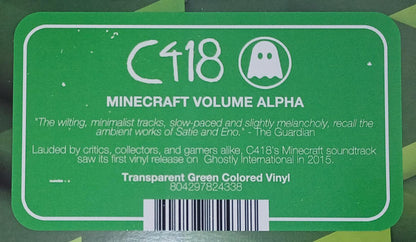 C418
MINECRAFT VOLUME ALPHA
"The wilting, minimalist tracks, slow-paced and slightly melancholy, recall the
ambient works of Satie and Eno." - The Guardian
Lauded by critics, collectors, and gamers alike, C418's Minecraft soundtrack
saw its first vinyl release on Ghostly International in 2015.
Transparent Green Colored Vinyl
804297824338